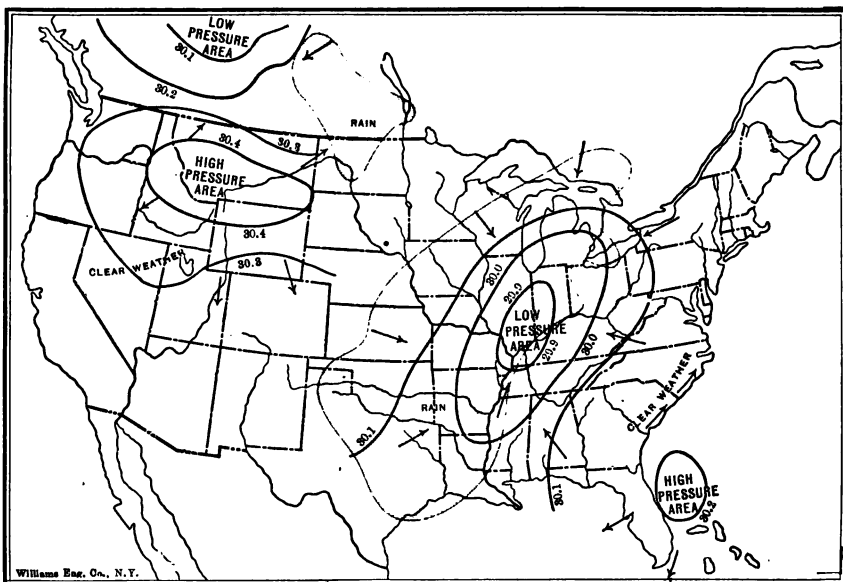 LOW
PRESSURE
AREA
30.1
30.2
RAIN
30.4
30.3
HIGH
PRESSURE
AREA
30.4
CLEAR WEATHER
30.3
30.0
29.9
LOW
PRESSURE
AREA
29.9
30.0
CLEAR WEATHER
RAIN
30.1
30.1
HIGH
PRESSURE
AREA
30.2
Williams Eng. Co., N.Y.